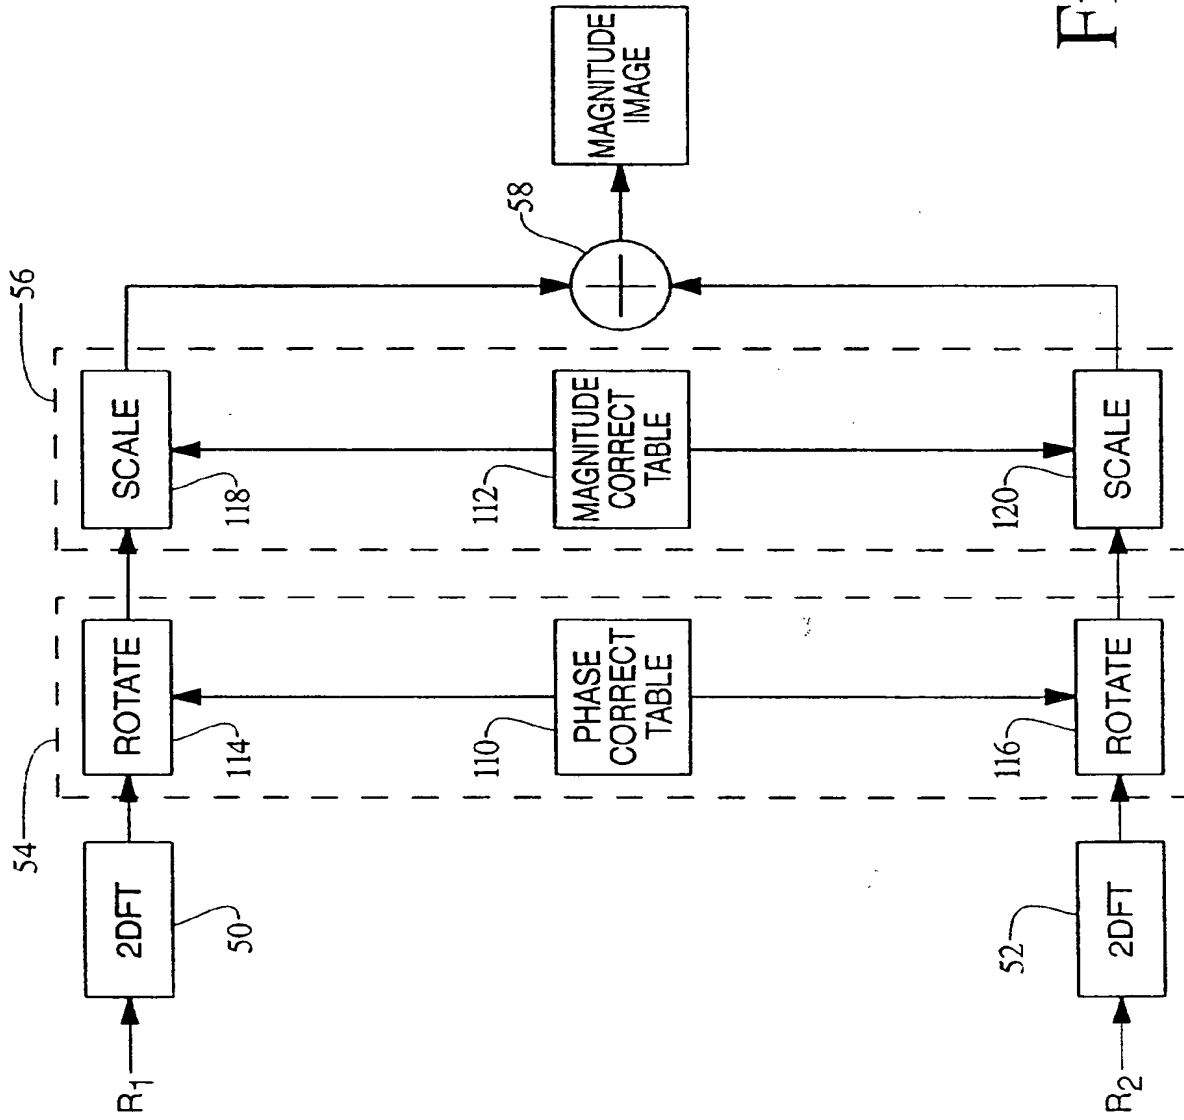 R1
2DFT
50
54
ROTATE
114
PHASE
CORRECT
TABLE
110
56
SCALE
118
MAGNITUDE
CORRECT
TABLE
112
58
MAGNITUDE
IMAGE
R2
2DFT
52
ROTATE
116
SCALE
120